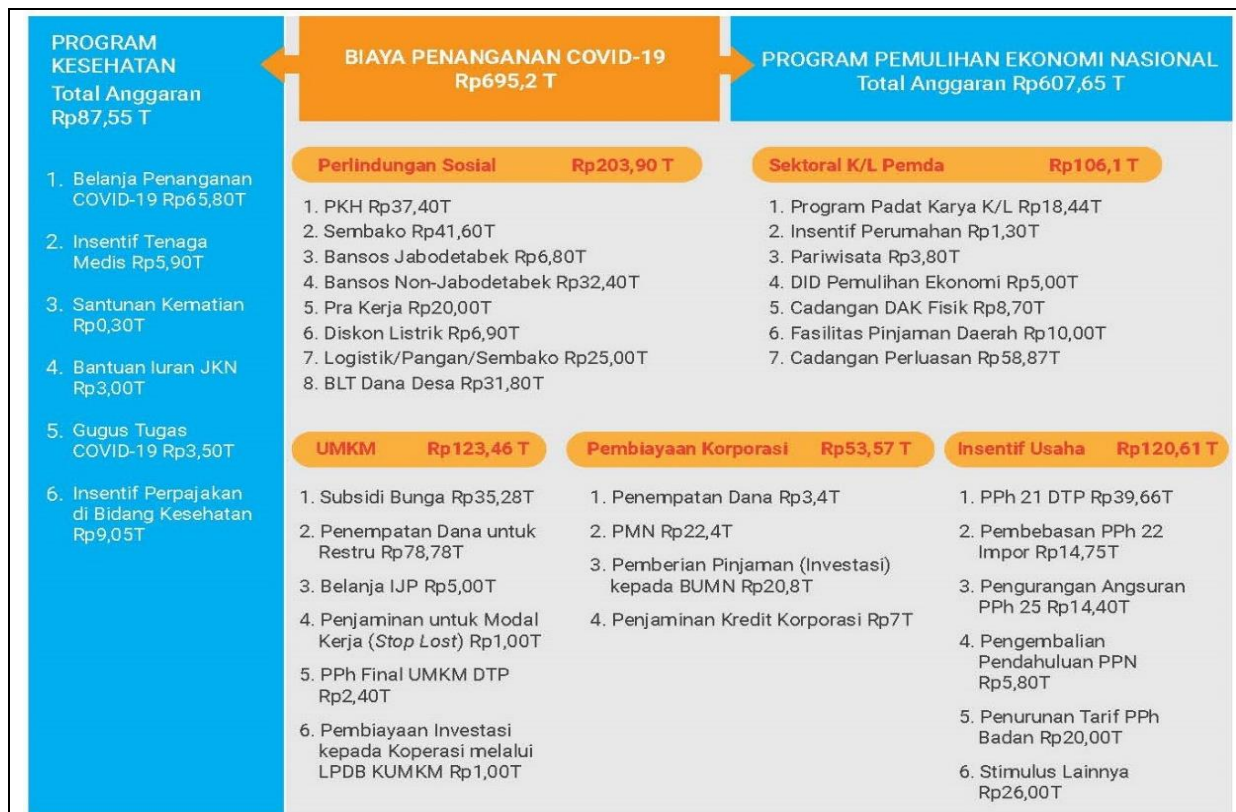 PROGRAM
KESEHATAN
Total Anggaran
Rp87,55 T
BIAYA PENANGANAN COVID-19
Rp695,2 T
PROGRAM PEMULIHAN EKONOMI NASIONAL
Total Anggaran Rp607,65 T
1. Belanja Penanganan
COVID-19 Rp65,80T
2. Insentif Tenaga
Medis Rp5,90T
3. Santunan Kematian
Rp0,30T
4. Bantuan Iuran JKN
Rp3,00T
5. Gugus Tugas
COVID-19 Rp3,50T
6. Insentif Perpajakan
di Bidang Kesehatan
Rp9,05T
Perlindungan Sosial Rp203,90 T
1. PKH Rp37,40T
2. Sembako Rp41,60T
3. Bansos Jabodetabek Rp6,80T
4. Bansos Non-Jabodetabek Rp32,40T
5. Pra Kerja Rp20,00T
6. Diskon Listrik Rp6,90T
7. Logistik/Pangan/Sembako Rp25,00T
8. BLT Dana Desa Rp31,80T
Sektoral K/L Pemda Rp106,1 T
1. Program Padat Karya K/L Rp18,44T
2. Insentif Perumahan Rp1,30T
3. Pariwisata Rp3,80T
4. DID Pemulihan Ekonomi Rp5,00T
5. Cadangan DAK Fisik Rp8,70T
6. Fasilitas Pinjaman Daerah Rp10,00T
7. Cadangan Perluasan Rp58,87T
UMKM Rp123,46 T
1. Subsidi Bunga Rp35,28T
2. Penempatan Dana untuk
Restru Rp78,78T
3. Belanja IJP Rp5,00T
4. Penjaminan untuk Modal
Kerja (Stop Lost) Rp1,00T
5. PPh Final UMKM DTP
Rp2,40T
6. Pembiayaan Investasi
kepada Koperasi melalui
LPDB KUMKM Rp1,00T
Pembiayaan Korporasi Rp53,57 T
1. Penempatan Dana Rp3,4T
2. PMN Rp22,4T
3. Pemberian Pinjaman (Investasi)
kepada BUMN Rp20,8T
4. Penjaminan Kredit Korporasi Rp7T
Insentif Usaha Rp120,61 T
1. PPh 21 DTP Rp39,66T
2. Pembebasan PPh 22
Impor Rp14,75T
3. Pengurangan Angsuran
PPh 25 Rp14,40T
4. Pengembalian
Pendahuluan PPN
Rp5,80T
5. Penurunan Tarif PPh
Badan Rp20,00T
6. Stimulus Lainnya
Rp26,00T